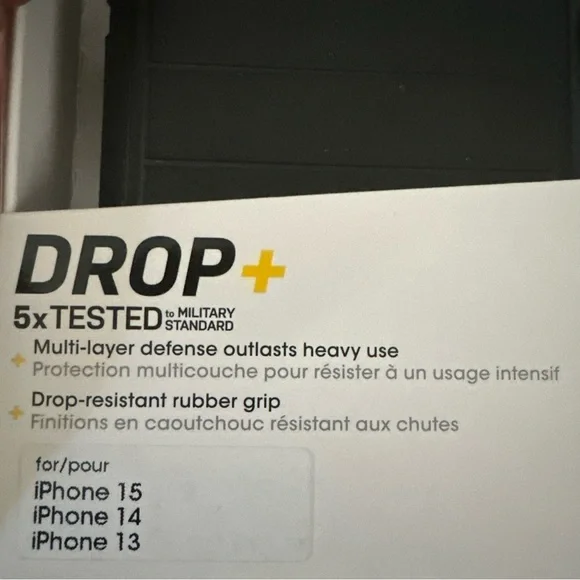 DROP+
5xTESTED to MILITARY STANDARD
+ Multi-layer defense outlasts heavy use
Protection multicouche pour résister à un usage intensif
+ Drop-resistant rubber grip
Finitions en caoutchouc résistant aux chutes
for/pour
iPhone 15
iPhone 14
iPhone 13